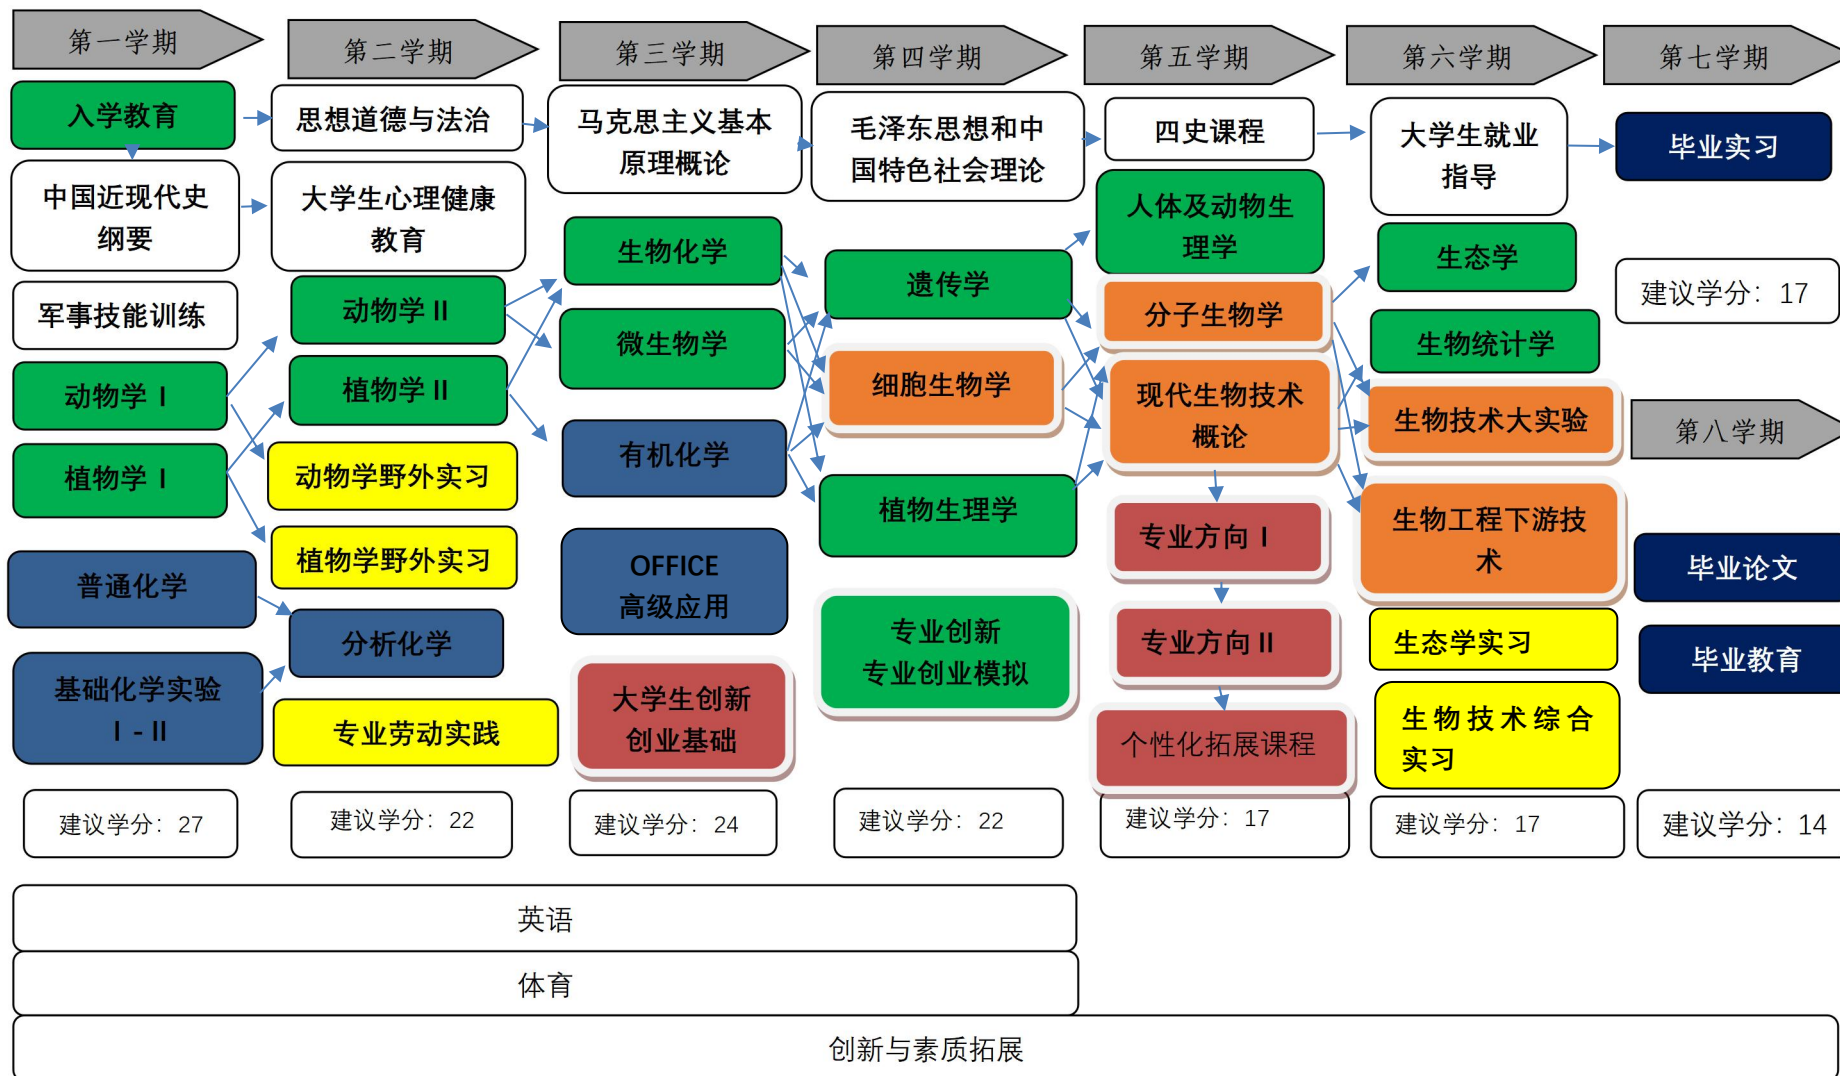 第一学期
第二学期
第三学期
第四学期
第五学期
第六学期
第七学期
入学教育
思想道德与法治
马克思主义基本
原理概论
毛泽东思想和中
国特色社会理论
四史课程
大学生就业
指导
毕业实习
中国近现代史
纲要
大学生心理健康
教育
人体及动物生
理学
生物化学
遗传学
生态学
建议学分：17
军事技能训练
动物学 II
微生物学
分子生物学
生物统计学
动物学 I
植物学 II
细胞生物学
现代生物技术
概论
生物技术大实验
第八学期
植物学 I
动物学野外实习
有机化学
植物生理学
专业方向 I
生物工程下游技
术
植物学野外实习
普通化学
OFFICE
高级应用
毕业论文
分析化学
专业创新
专业创业模拟
专业方向 II
生态学实习
毕业教育
基础化学实验
I - II
专业劳动实践
大学生创新
创业基础
个性化拓展课程
生物技术综合
实习
建议学分：27
建议学分：22
建议学分：24
建议学分：22
建议学分：17
建议学分：17
建议学分：14
英语
体育
创新与素质拓展